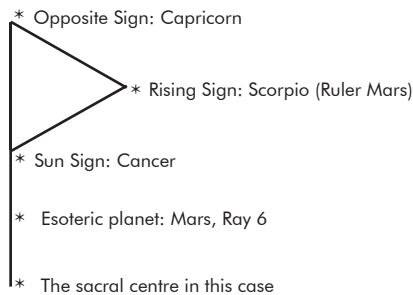 * Opposite Sign: Capricorn
* Rising Sign: Scorpio (Ruler Mars)
* Sun Sign: Cancer
* Esoteric planet: Mars, Ray 6
* The sacral centre in this case